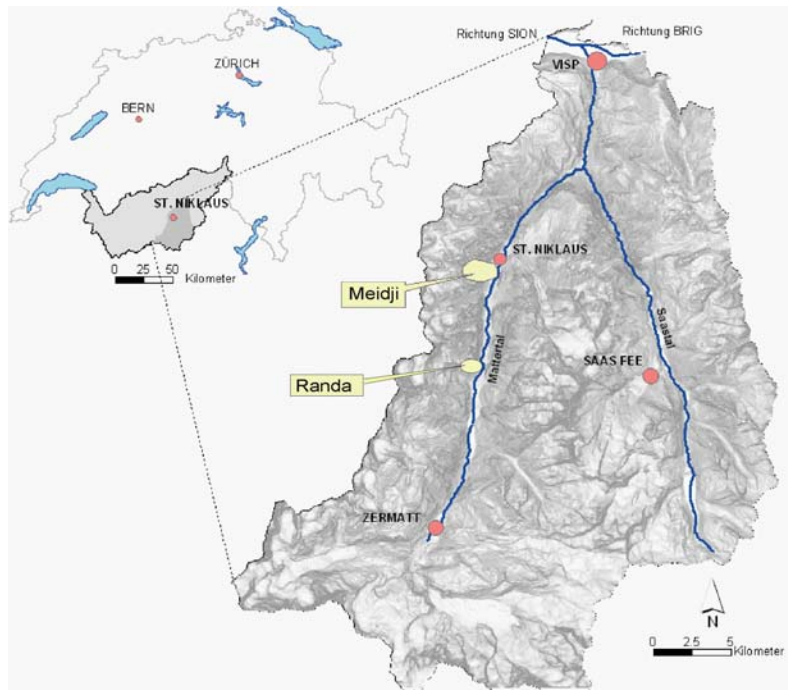 Richtung SION
Richtung BRIG
ZÜRICH
VISP
BERN
ST. NIKLAUS
0 25 50
Kilometer
ST. NIKLAUS
Meidji
Mattertal
Saastal
SAAS FEE
Randa
ZERMATT
N
0 2.5 5
Kilometer